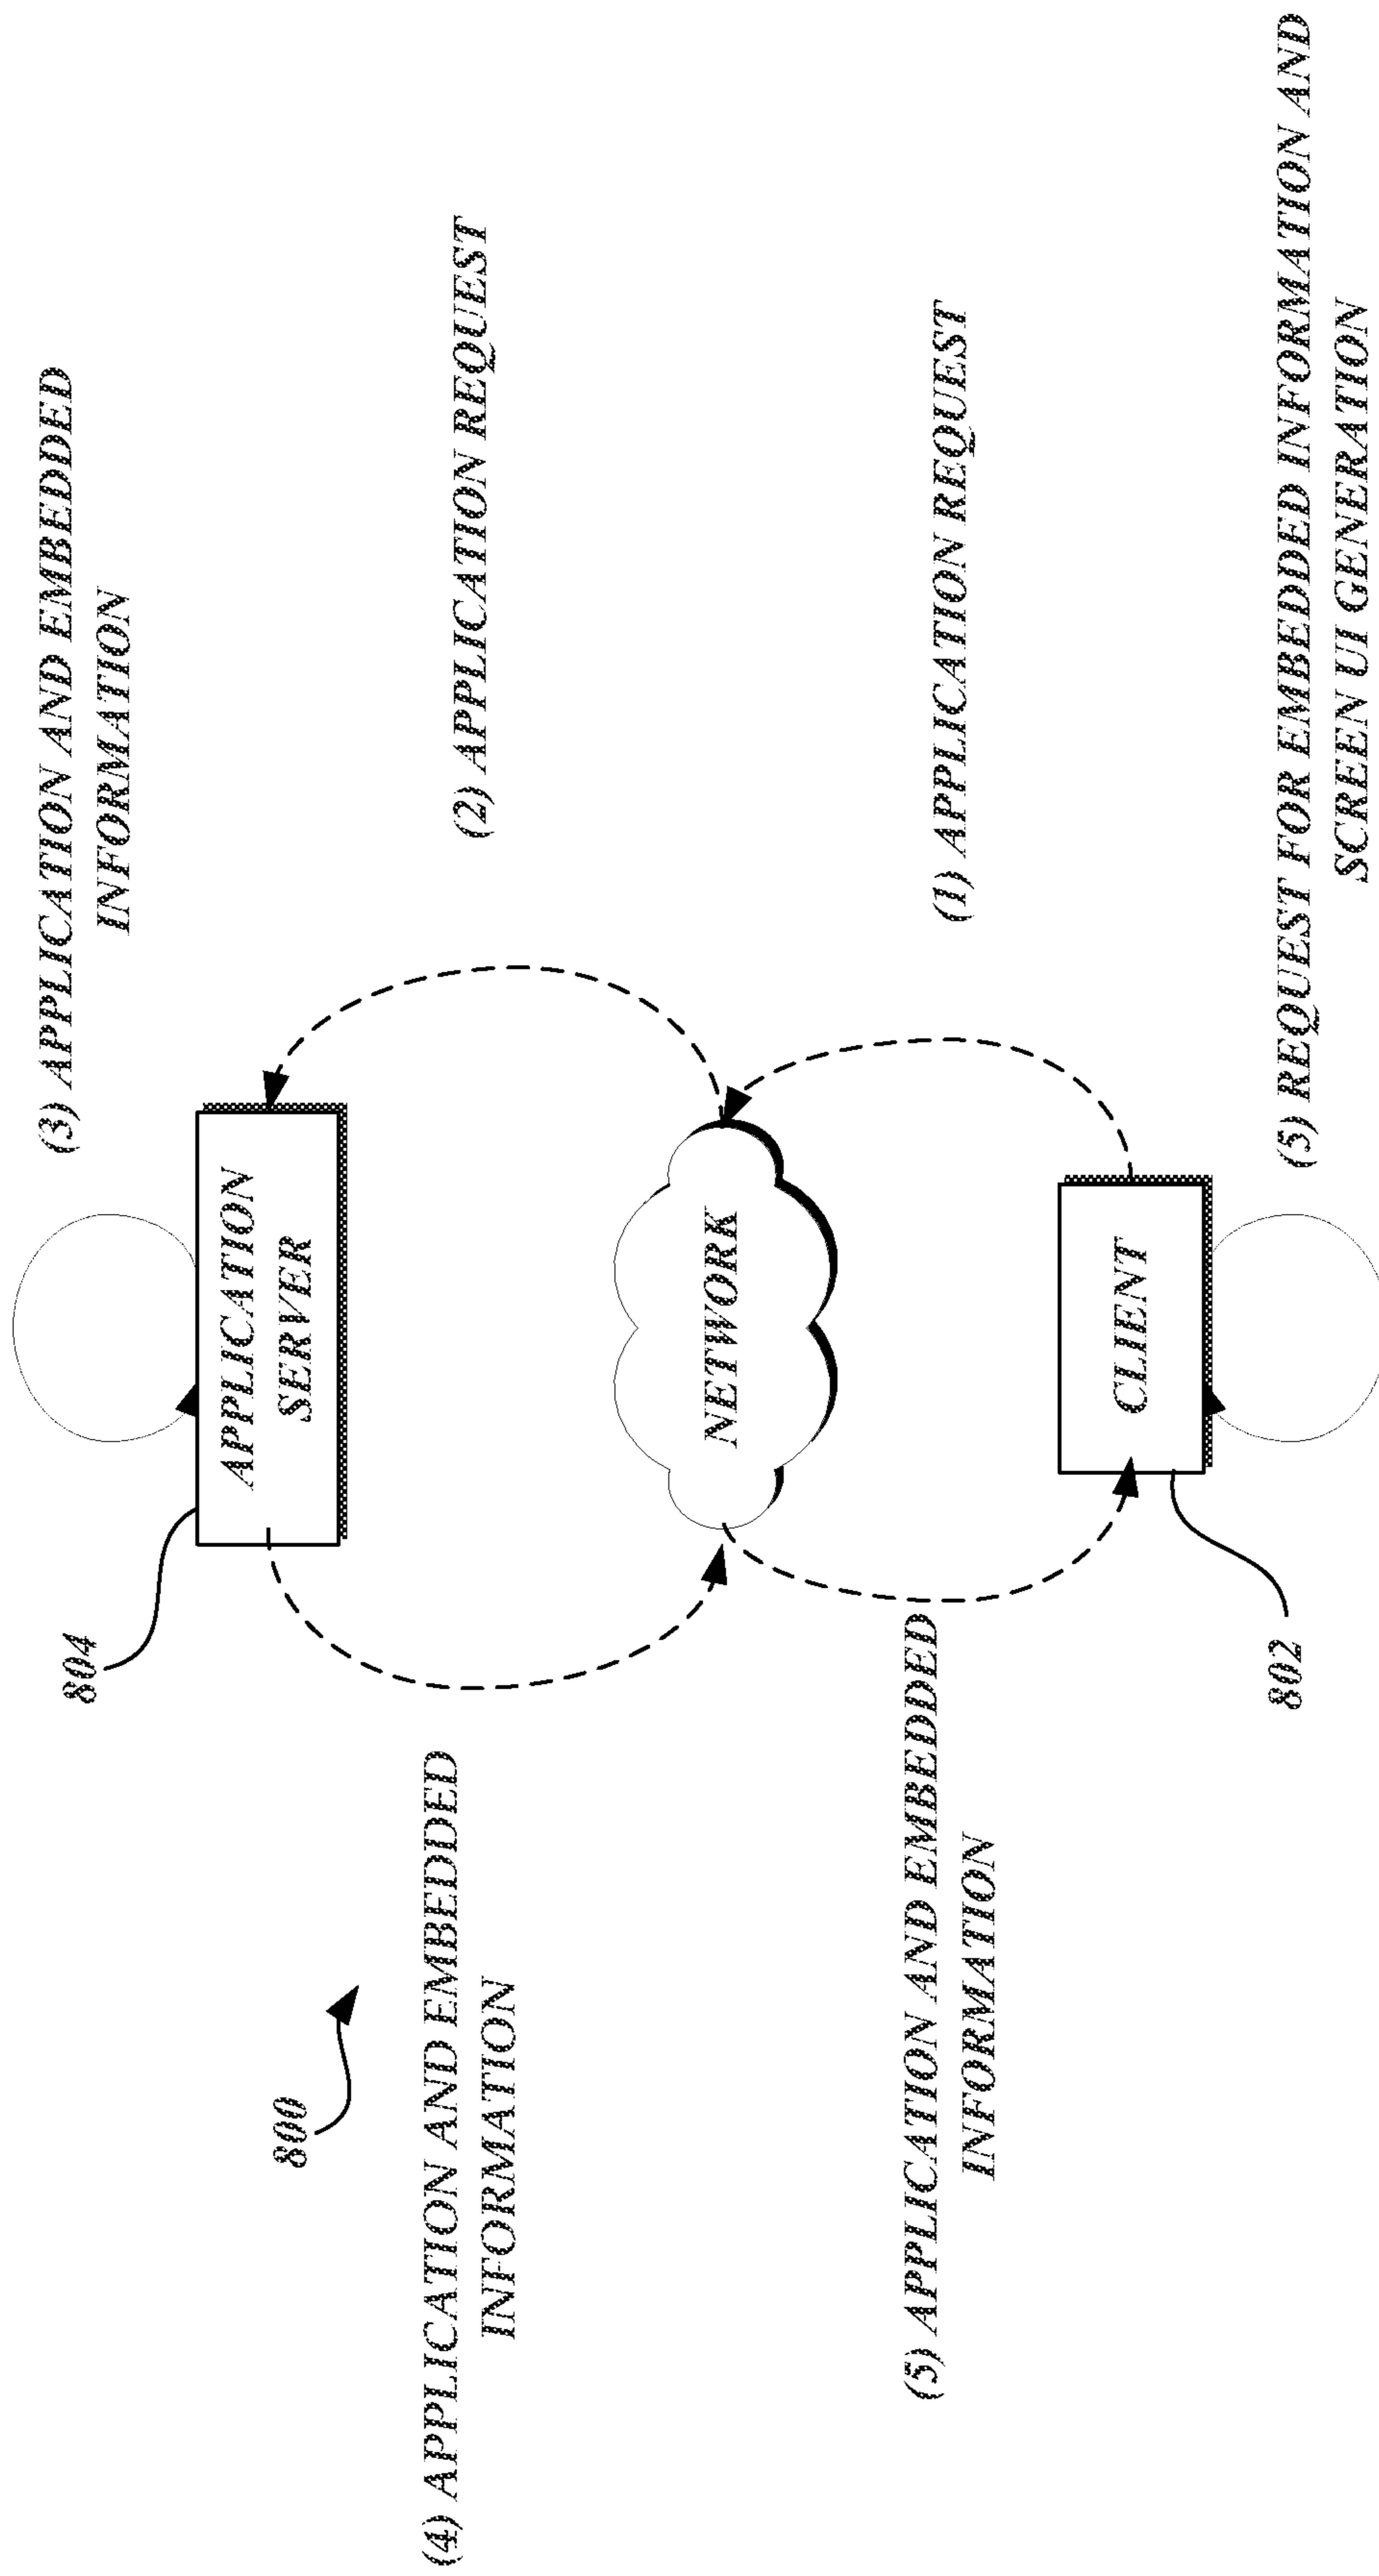 804
(3) APPLICATION AND EMBEDDED
INFORMATION
APPLICATION
SERVER
800
(4) APPLICATION AND EMBEDDED
INFORMATION
(2) APPLICATION REQUEST
NETWORK
(5) APPLICATION AND EMBEDDED
INFORMATION
(1) APPLICATION REQUEST
CLIENT
802
(5) REQUEST FOR EMBEDDED INFORMATION AND
SCREEN UI GENERATION